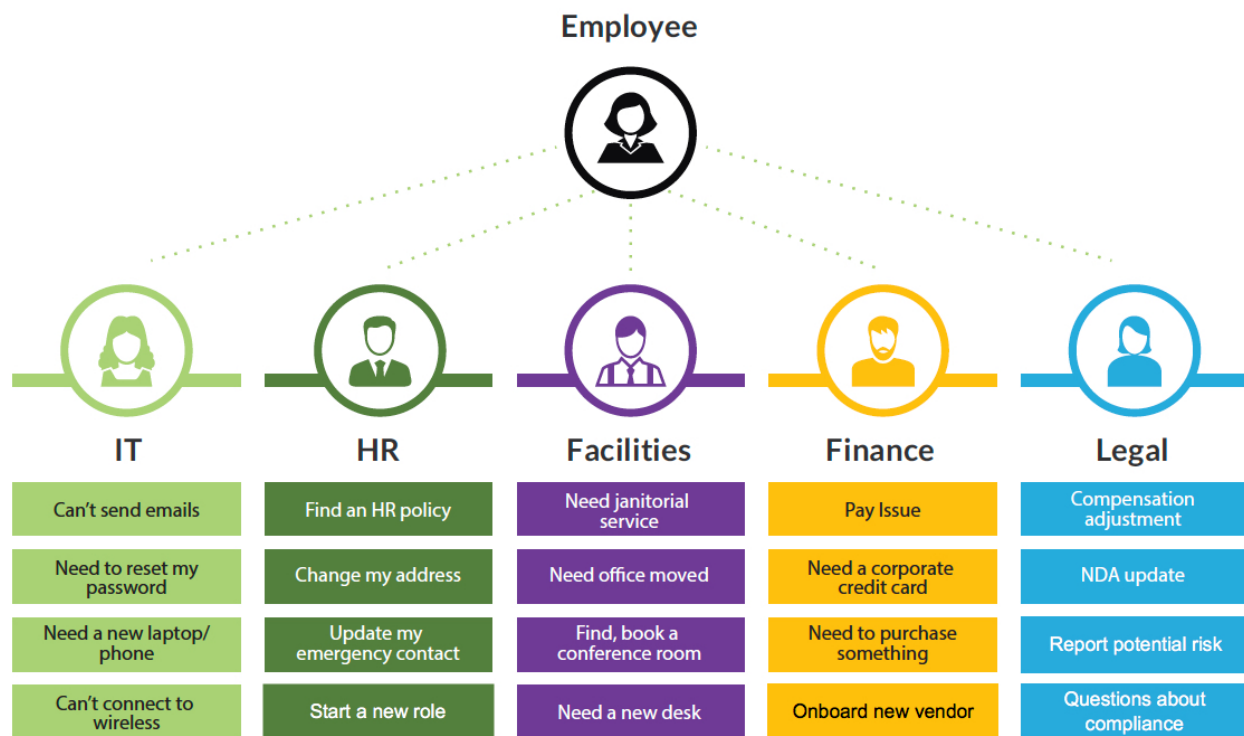 Employee
IT
HR
Facilities
Finance
Legal
Can’t send emails
Find an HR policy
Need janitorial
service
Pay Issue
Compensation
adjustment
Need to reset my
password
Change my address
Need office moved
Need a corporate
credit card
NDA update
Need a new laptop/
phone
Update my
emergency contact
Find, book a
conference room
Need to purchase
something
Report potential risk
Can’t connect to
wireless
Start a new role
Need a new desk
Onboard new vendor
Questions about
compliance